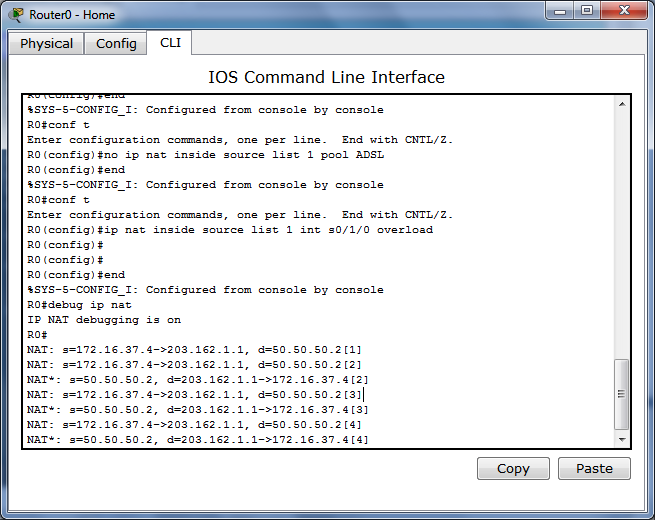 Router0 - Home
Physical Config CLI
IOS Command Line Interface
R0(config)#end
%SYS-5-CONFIG_I: Configured from console by console
R0#conf t
Enter configuration commands, one per line.  End with CNTL/Z.
R0(config)#no ip nat inside source list 1 pool ADSL
R0(config)#end
%SYS-5-CONFIG_I: Configured from console by console
R0#conf t
Enter configuration commands, one per line.  End with CNTL/Z.
R0(config)#ip nat inside source list 1 int s0/1/0 overload
R0(config)#
R0(config)#
R0(config)#end
%SYS-5-CONFIG_I: Configured from console by console
R0#debug ip nat
IP NAT debugging is on
R0#
NAT: s=172.16.37.4->203.162.1.1, d=50.50.50.2[1]
NAT: s=172.16.37.4->203.162.1.1, d=50.50.50.2[2]
NAT*: s=50.50.50.2, d=203.162.1.1->172.16.37.4[2]
NAT: s=172.16.37.4->203.162.1.1, d=50.50.50.2[3]
NAT*: s=50.50.50.2, d=203.162.1.1->172.16.37.4[3]
NAT: s=172.16.37.4->203.162.1.1, d=50.50.50.2[4]
NAT*: s=50.50.50.2, d=203.162.1.1->172.16.37.4[4]
Copy Paste